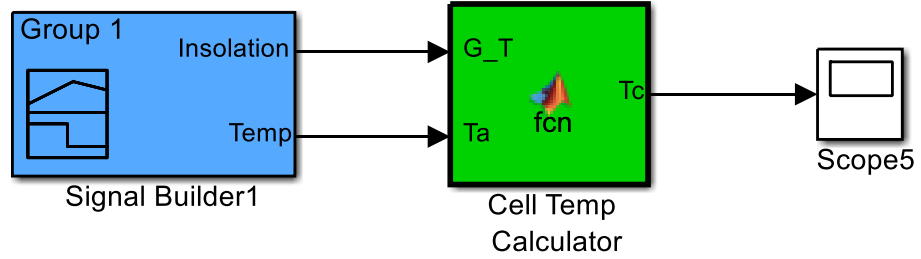 Group 1
Insolation
Temp
Signal Builder1
G_T
Ta
fcn
Tc
Cell Temp
Calculator
Scope5